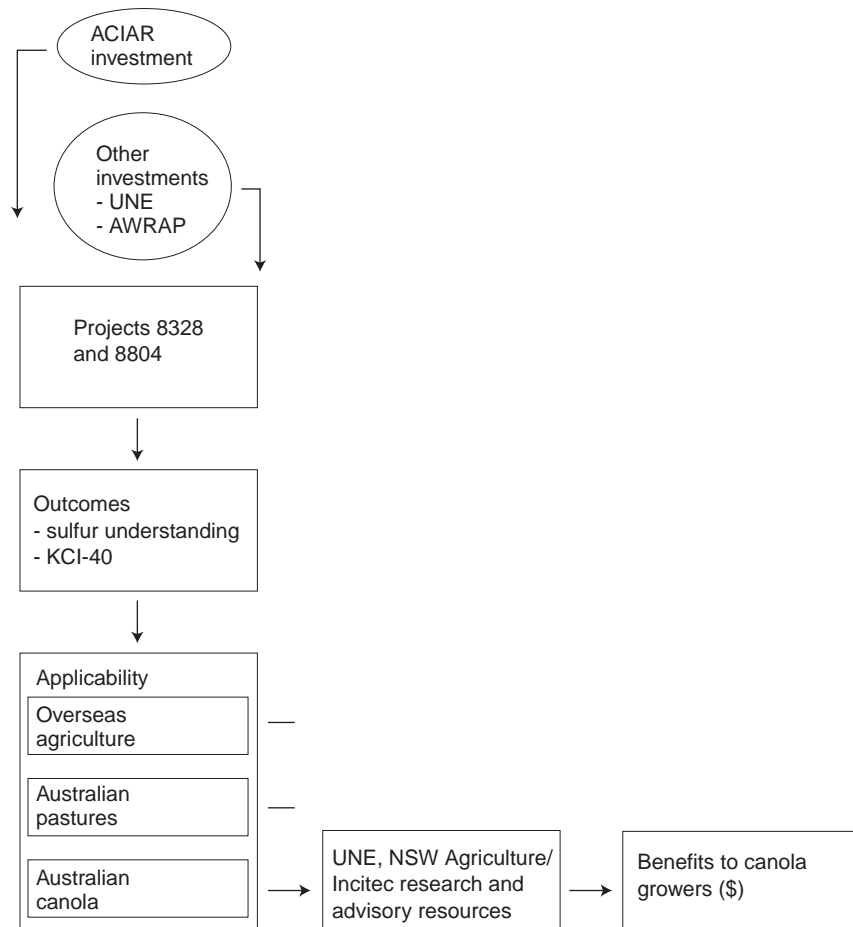 ACIAR
investment
Other
investments
- UNE
- AWRAP
Projects 8328
and 8804
Outcomes
- sulfur understanding
- KCI-40
Applicability
Overseas
agriculture
Australian
pastures
Australian
canola
UNE, NSW Agriculture/
Incitec research and
advisory resources
Benefits to canola
growers ($)